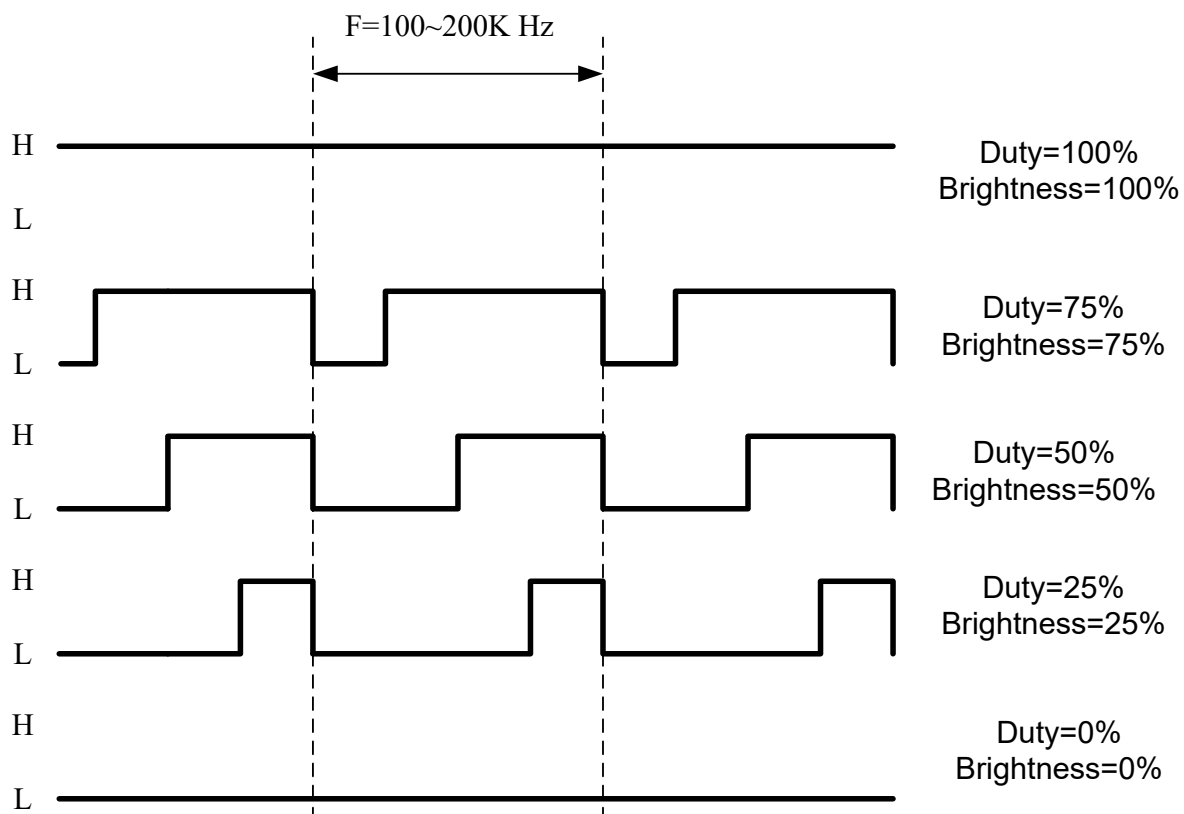 F=100~200K Hz
H
Duty=100%
Brightness=100%
L
H
Duty=75%
Brightness=75%
L
H
Duty=50%
Brightness=50%
L
H
Duty=25%
Brightness=25%
L
H
Duty=0%
Brightness=0%
L